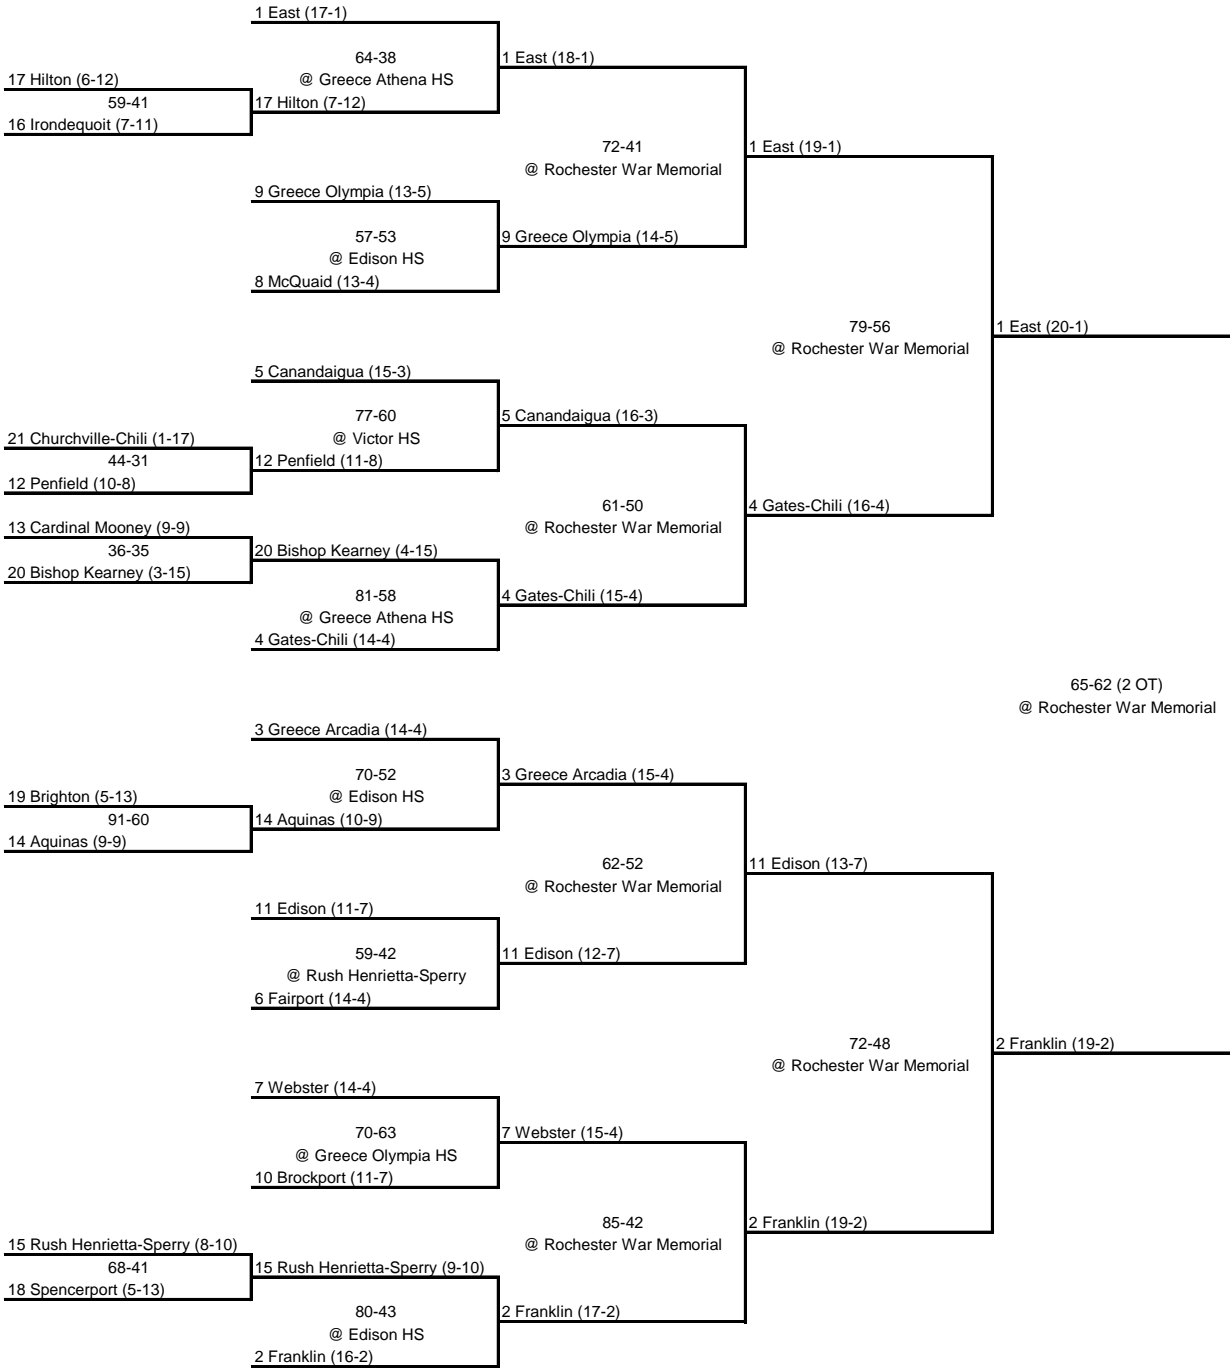 1 East (17-1)
64-38
@ Greece Athena HS
1 East (18-1)
17 Hilton (6-12)
59-41
17 Hilton (7-12)
16 Irondequoit (7-11)
72-41
@ Rochester War Memorial
1 East (19-1)
9 Greece Olympia (13-5)
57-53
@ Edison HS
9 Greece Olympia (14-5)
8 McQuaid (13-4)
79-56
@ Rochester War Memorial
1 East (20-1)
5 Canandaigua (15-3)
77-60
@ Victor HS
5 Canandaigua (16-3)
21 Churchville-Chili (1-17)
44-31
12 Penfield (11-8)
12 Penfield (10-8)
61-50
@ Rochester War Memorial
4 Gates-Chili (16-4)
13 Cardinal Mooney (9-9)
36-35
20 Bishop Kearney (4-15)
20 Bishop Kearney (3-15)
81-58
@ Greece Athena HS
4 Gates-Chili (15-4)
4 Gates-Chili (14-4)
65-62 (2 OT)
@ Rochester War Memorial
3 Greece Arcadia (14-4)
70-52
@ Edison HS
3 Greece Arcadia (15-4)
19 Brighton (5-13)
91-60
14 Aquinas (10-9)
14 Aquinas (9-9)
62-52
@ Rochester War Memorial
11 Edison (13-7)
11 Edison (11-7)
59-42
@ Rush Henrietta-Sperry
11 Edison (12-7)
6 Fairport (14-4)
72-48
@ Rochester War Memorial
2 Franklin (19-2)
7 Webster (14-4)
70-63
@ Greece Olympia HS
7 Webster (15-4)
10 Brockport (11-7)
85-42
@ Rochester War Memorial
2 Franklin (19-2)
15 Rush Henrietta-Sperry (8-10)
68-41
15 Rush Henrietta-Sperry (9-10)
18 Spencerport (5-13)
80-43
@ Edison HS
2 Franklin (17-2)
2 Franklin (16-2)